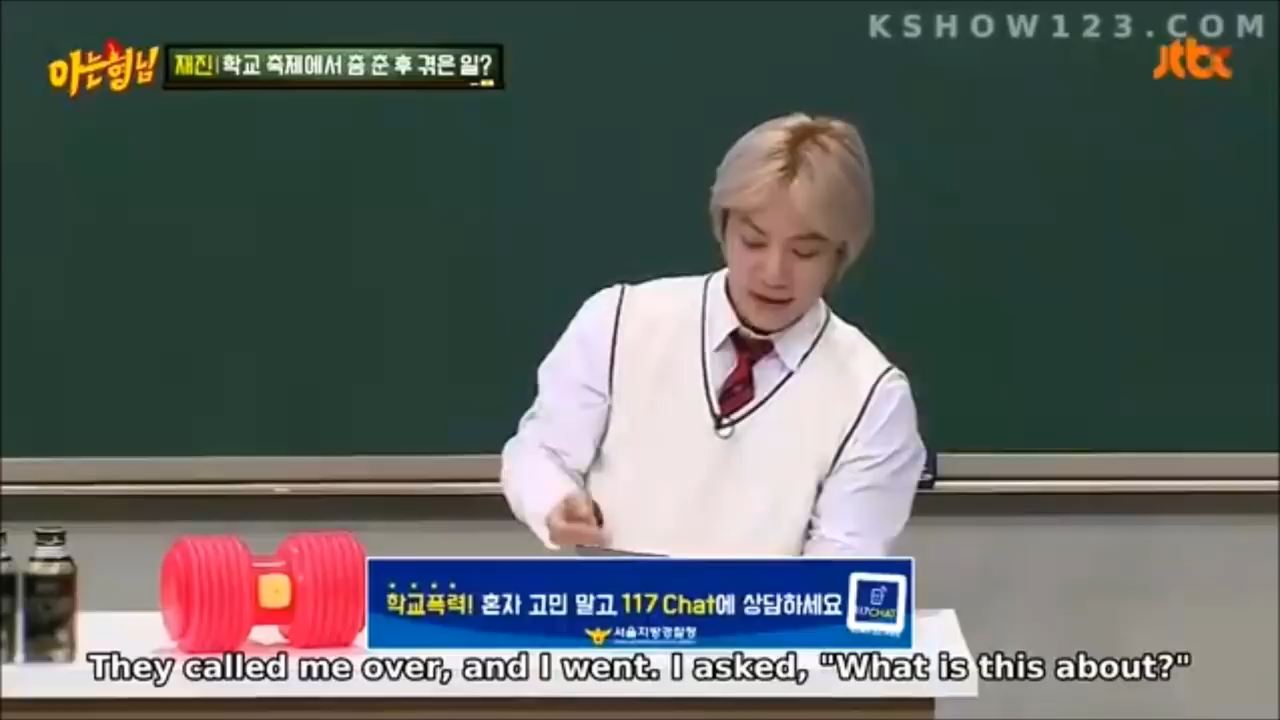 KSHOW123.COM
아는형님
재진| 학교 축제에서 춤 춘 후 겪은 일?
jtbc
학교폭력! 혼자 고민 말고, 117 Chat에 상담하세요
117CHAT
서울지방경찰청
They called me over, and I went. I asked, "What is this about?"